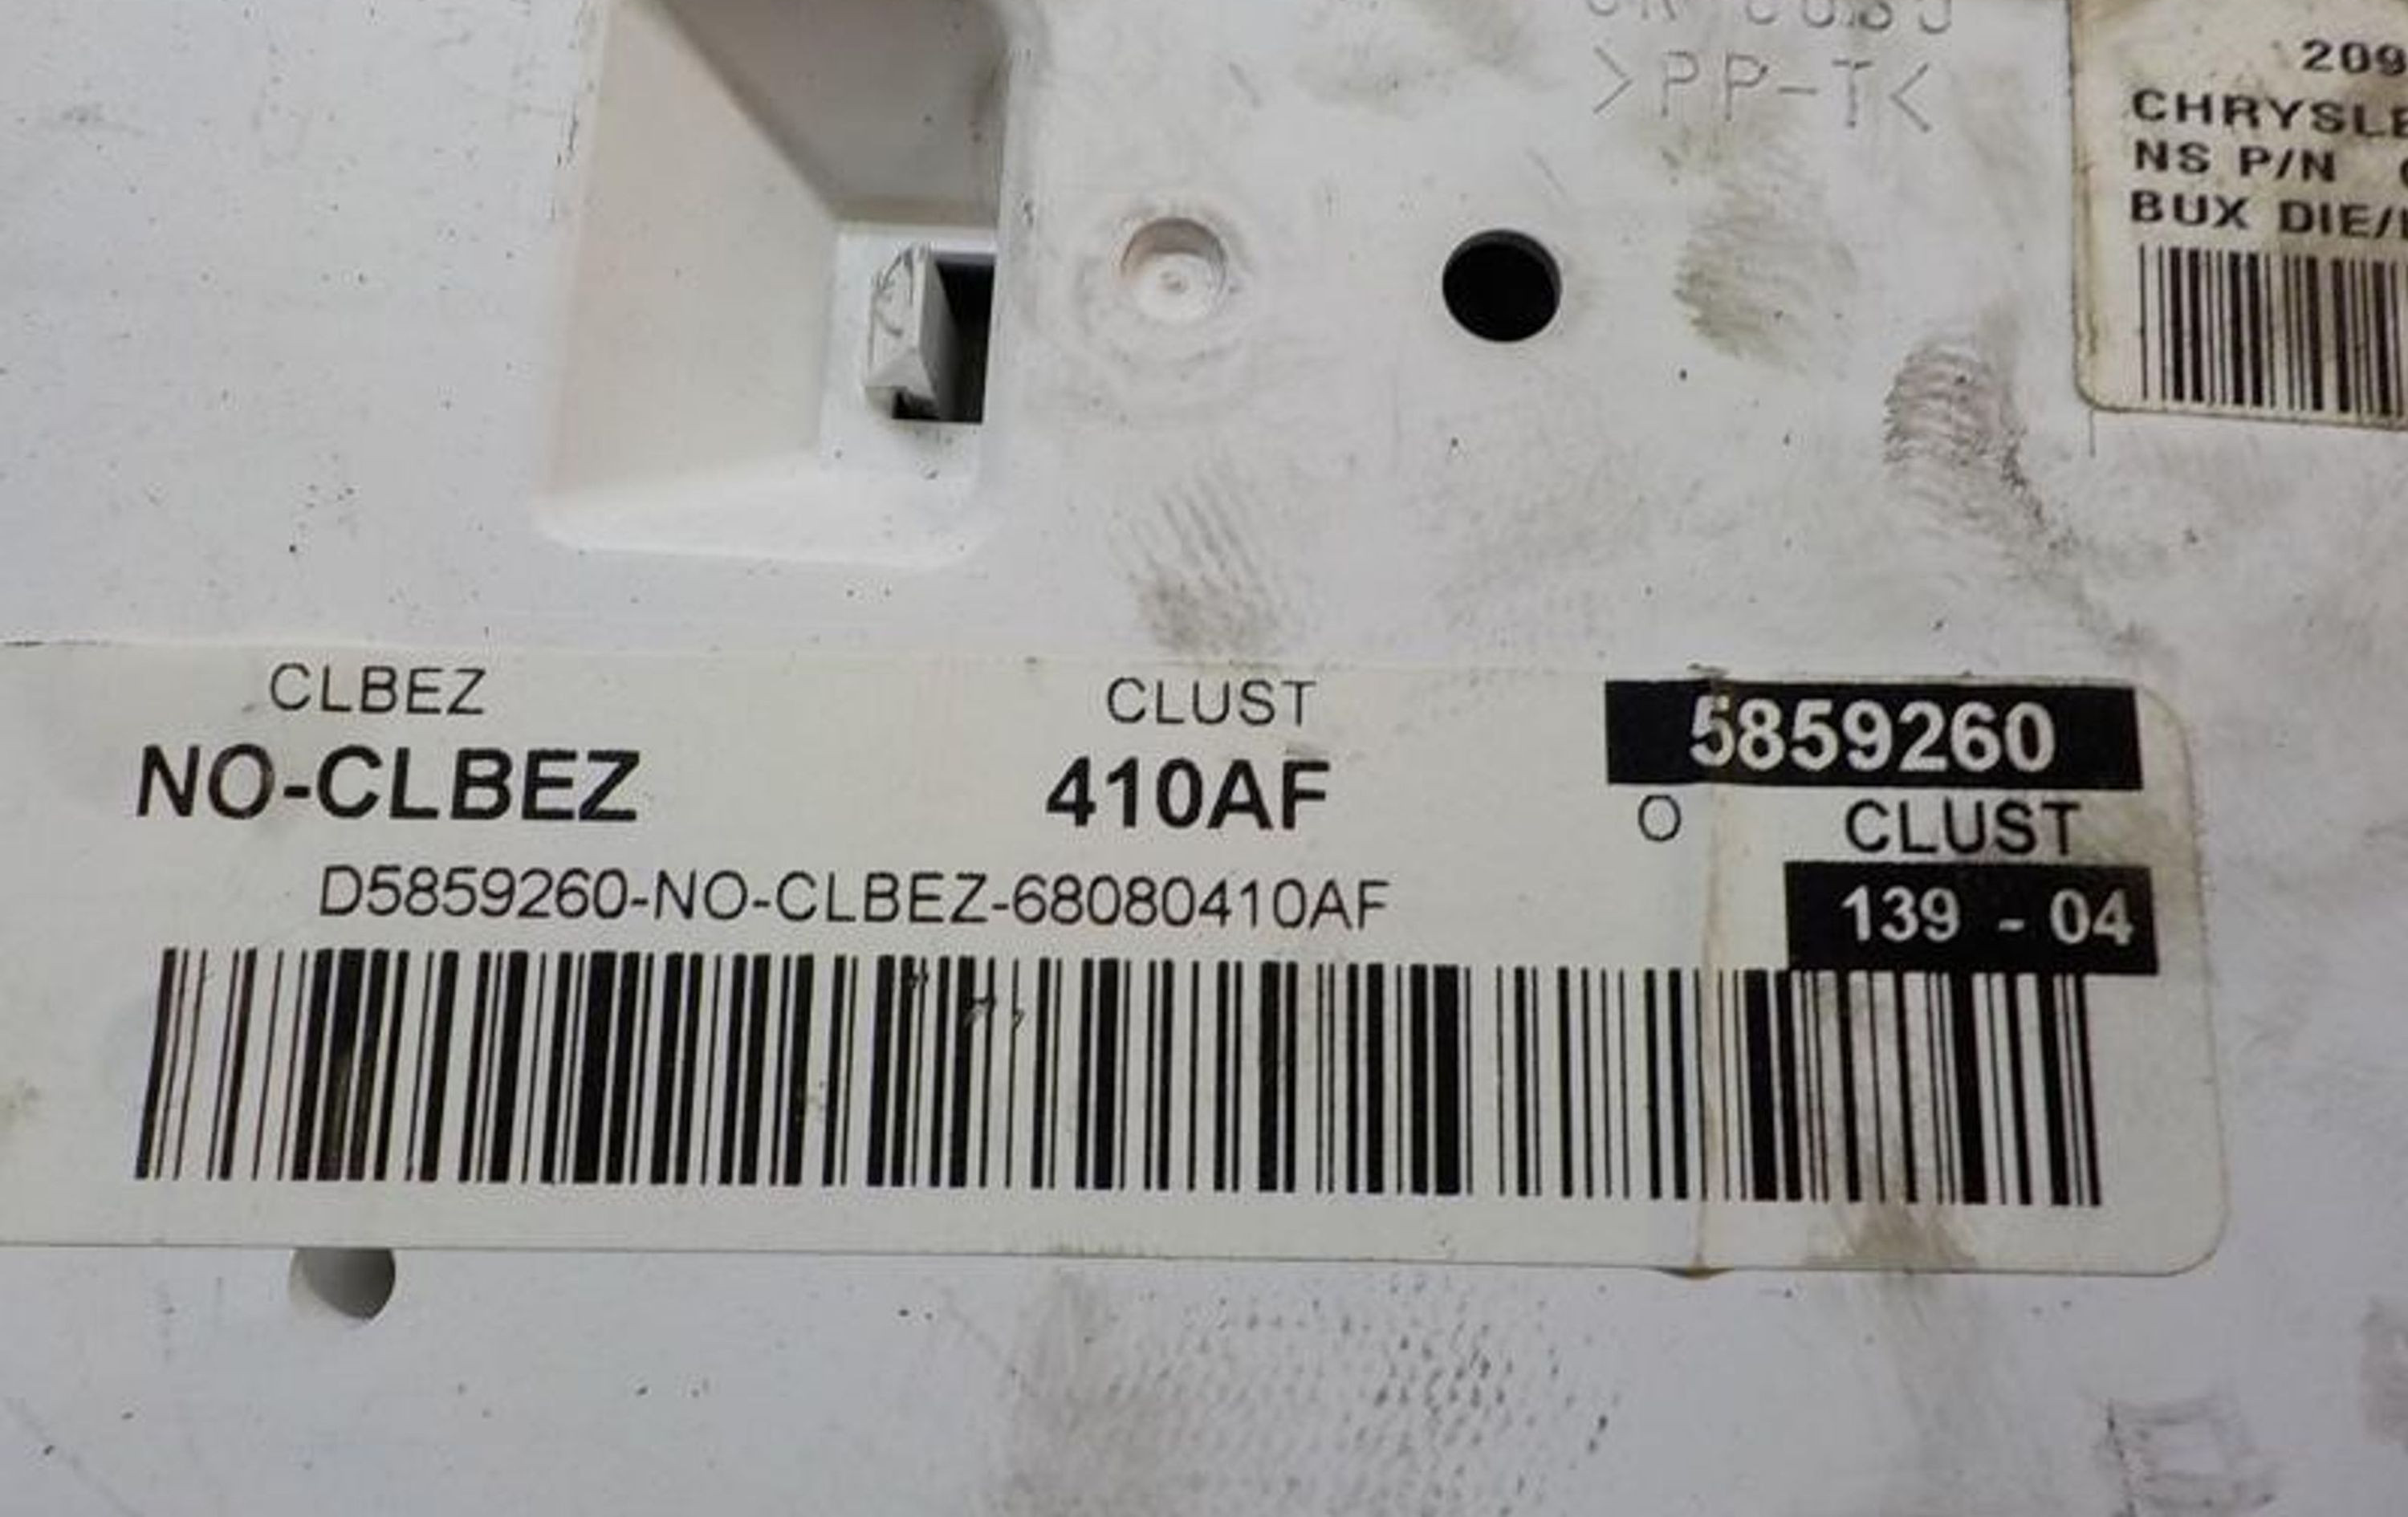 >PP-T<
209
CHRYSLE
NS P/N
BUX DIE/
CLBEZ
CLUST
5859260
NO-CLBEZ
410AF
O
CLUST
D5859260-NO-CLBEZ-68080410AF
139 - 04